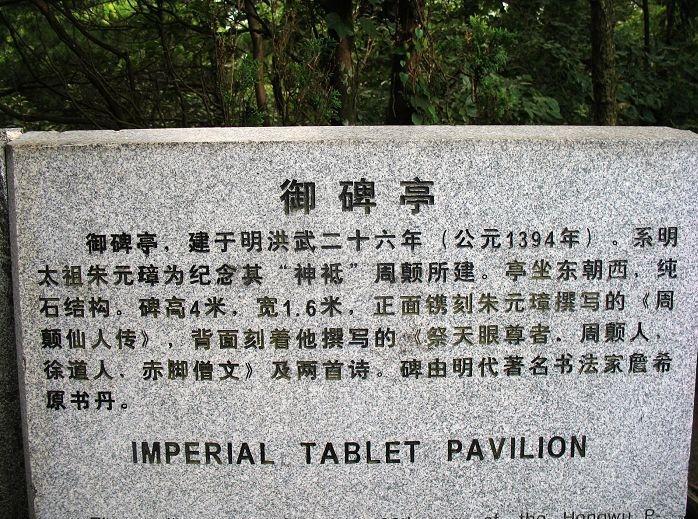 御碑亭
御碑亭，建于明洪武二十六年（公元1394年）。系明
太祖朱元璋为纪念其“神祗”周颠所建。亭坐东朝西，纯
石结构。碑高4米，宽1.6米，正面镌刻朱元璋撰写的《周
颠仙人传》，背面刻着他撰写的《祭天眼尊者．周颠人．
徐道人．赤脚僧文》及两首诗。碑由明代著名书法家詹希
原书丹。
IMPERIAL TABLET PAVILION
of the Hongwu